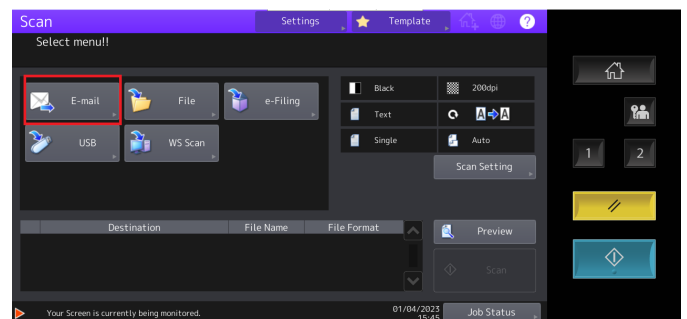 Scan
Settings
Template
?
Select menu!!
E-mail
File
e-Filing
USB
WS Scan
Black
200dpi
Text
A A
Single
Auto
Scan Setting
Destination File Name File Format
Preview
Scan
Your Screen is currently being monitored.
01/04/2023
15:45
Job Status
1 2